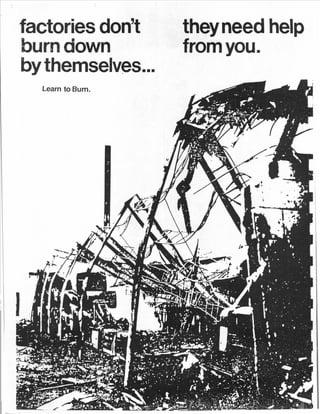 factories don't
burn down
by themselves...
they need help
from you.
Learn to Burn.